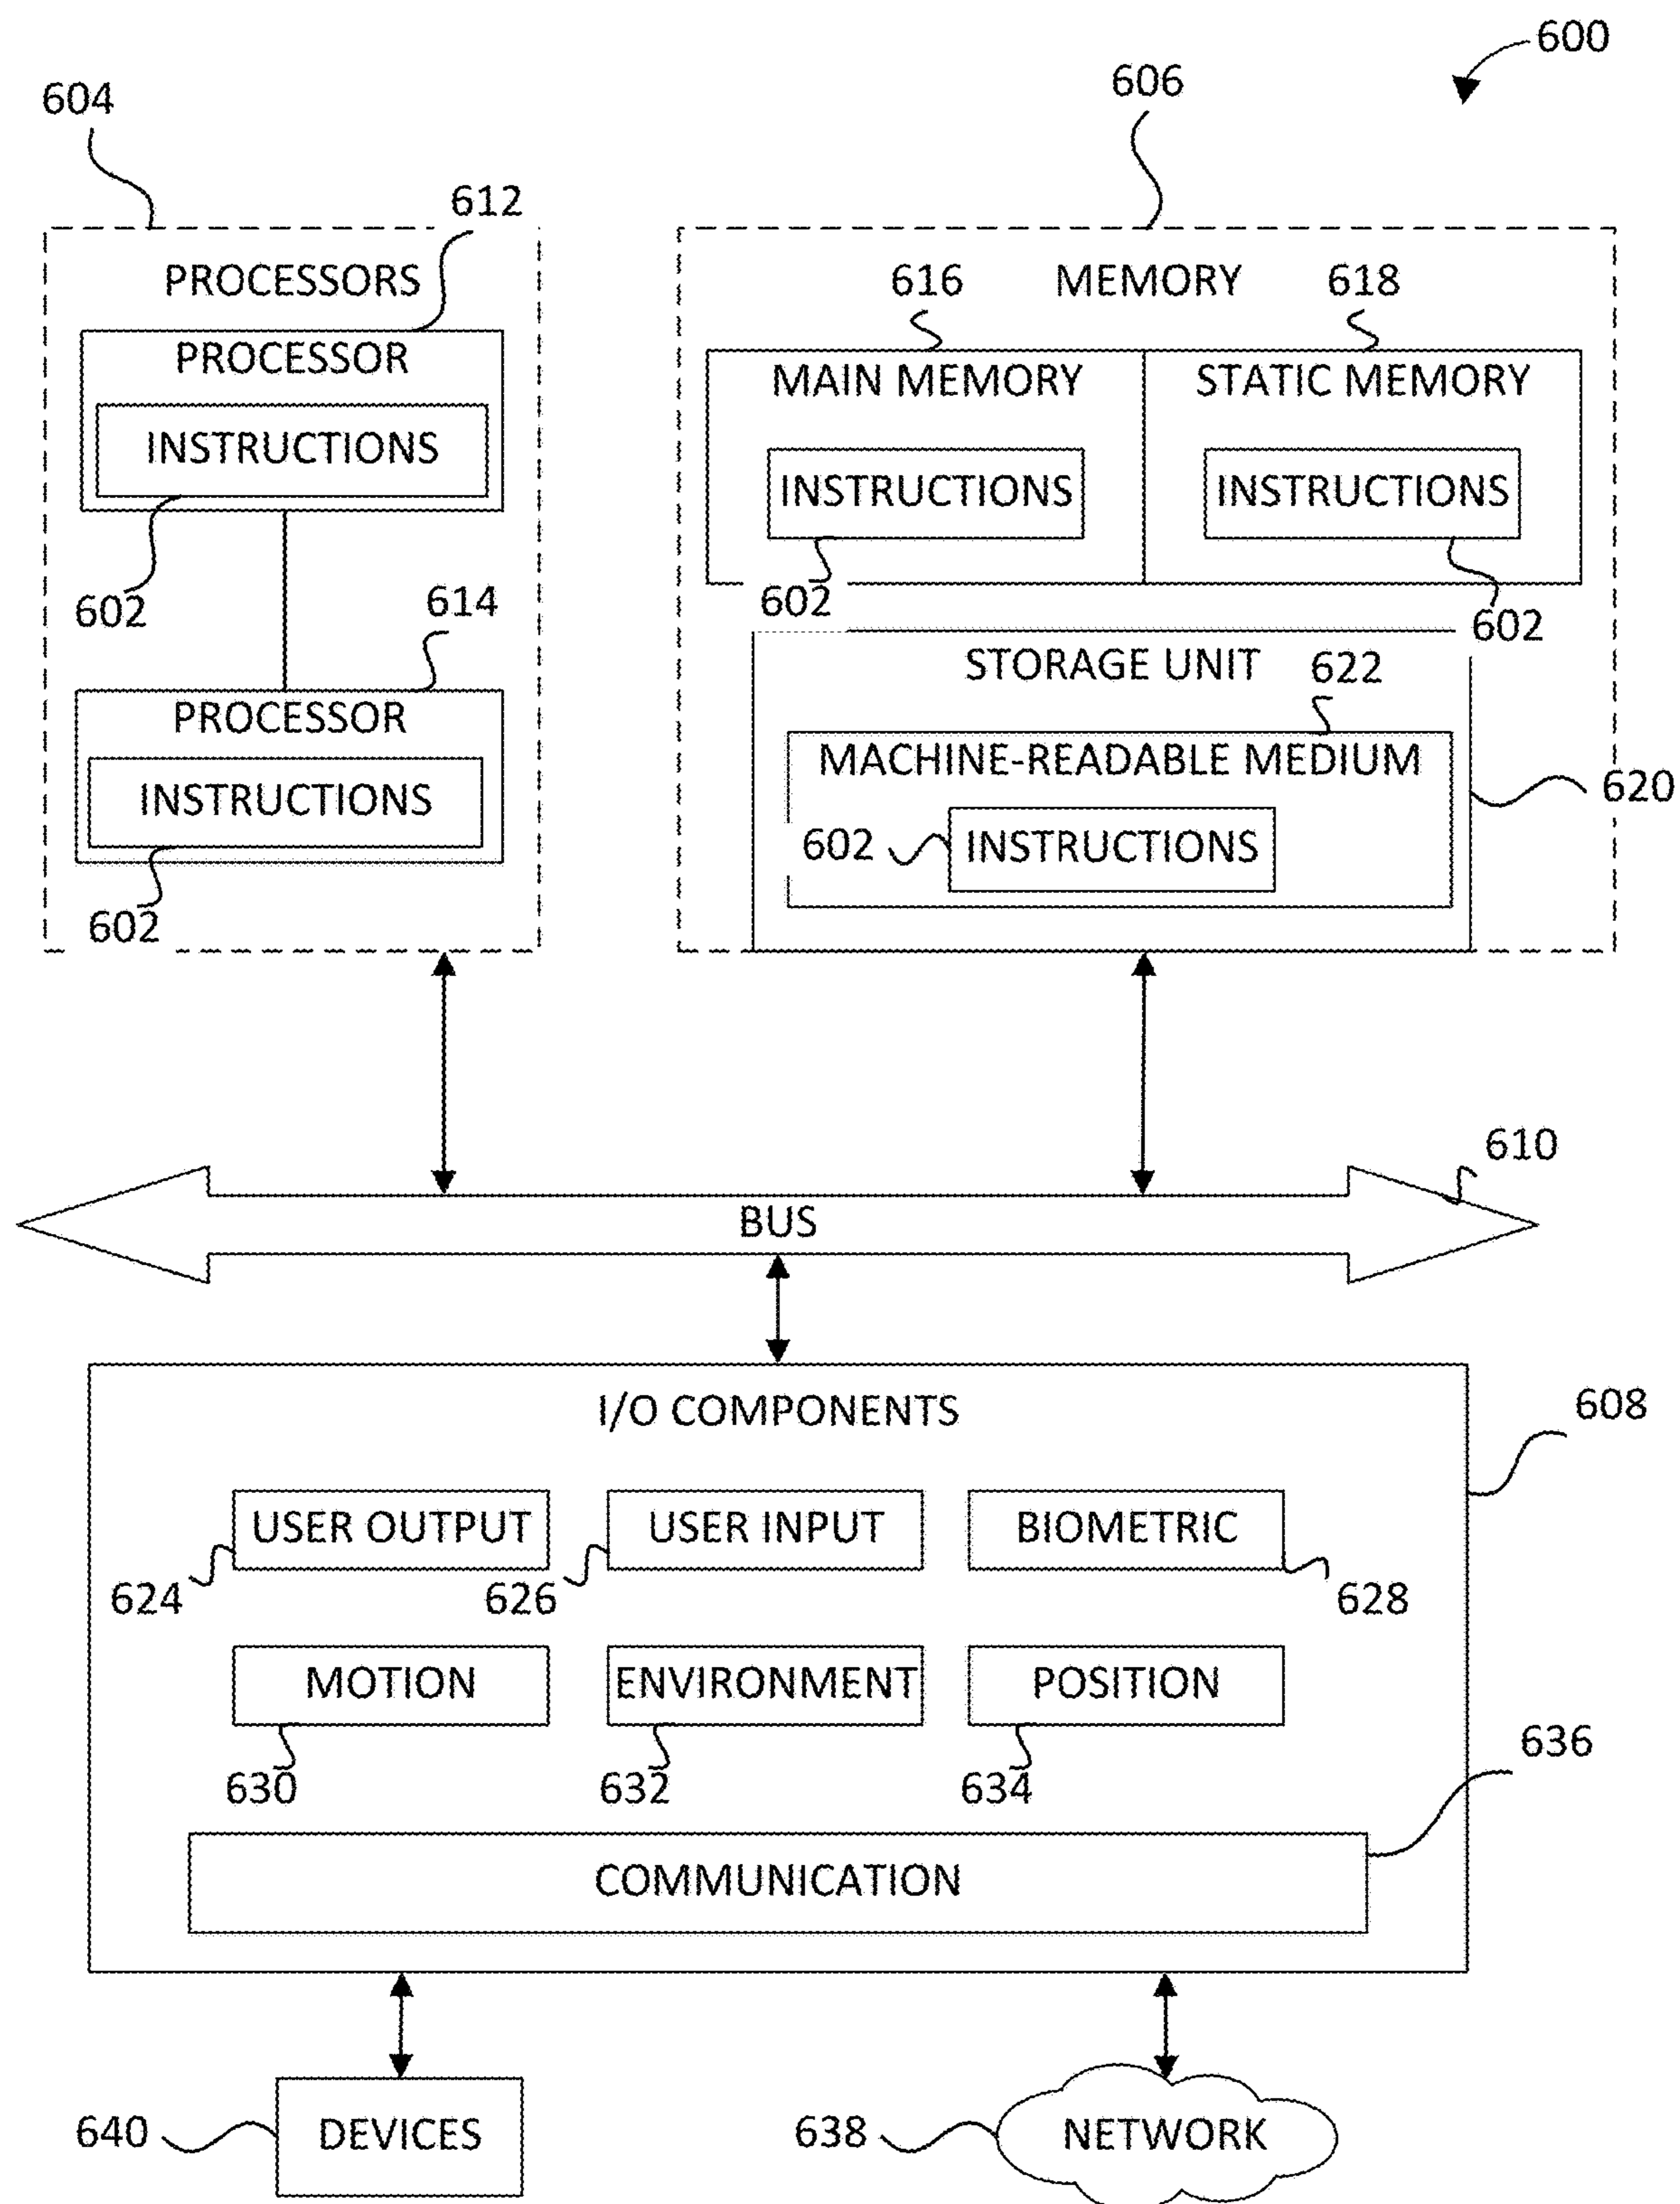 600
604
606
612
PROCESSORS
616
MEMORY
618
PROCESSOR
MAIN MEMORY
STATIC MEMORY
INSTRUCTIONS
INSTRUCTIONS
INSTRUCTIONS
602
614
602
602
STORAGE UNIT
622
PROCESSOR
MACHINE-READABLE MEDIUM
620
INSTRUCTIONS
602
INSTRUCTIONS
602
610
BUS
I/O COMPONENTS
608
USER OUTPUT
USER INPUT
BIOMETRIC
624
626
628
MOTION
ENVIRONMENT
POSITION
630
632
634
636
COMMUNICATION
640
DEVICES
638
NETWORK